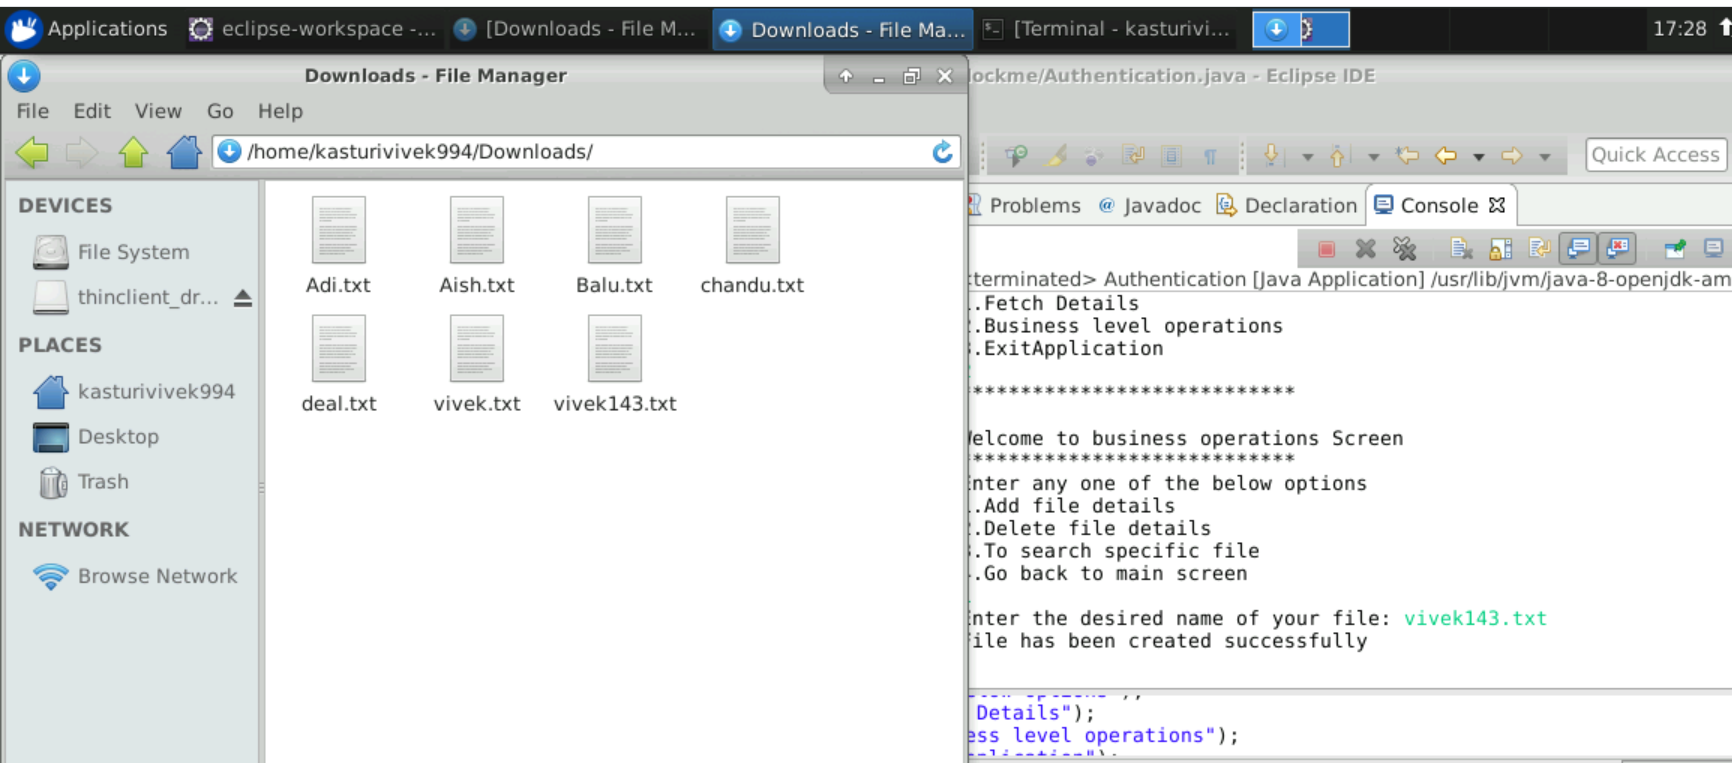 Applications
eclipse-workspace -...
[Downloads - File M...
Downloads - File Ma...
[Terminal - kasturivi...
17:28
Downloads - File Manager
File Edit View Go Help
/home/kasturivivek994/Downloads/
DEVICES
File System
thinclient_dr...
PLACES
kasturivivek994
Desktop
Trash
NETWORK
Browse Network
Adi.txt
Aish.txt
Balu.txt
chandu.txt
deal.txt
vivek.txt
vivek143.txt
lockme/Authentication.java - Eclipse IDE
Quick Access
Problems
@ Javadoc
Declaration
Console
terminated> Authentication [Java Application] /usr/lib/jvm/java-8-openjdk-am
.Fetch Details
.Business level operations
.ExitApplication
***************************
Welcome to business operations Screen
***************************
Enter any one of the below options
.Add file details
.Delete file details
.To search specific file
.Go back to main screen
Enter the desired name of your file: vivek143.txt
File has been created successfully
Details");
ess level operations");